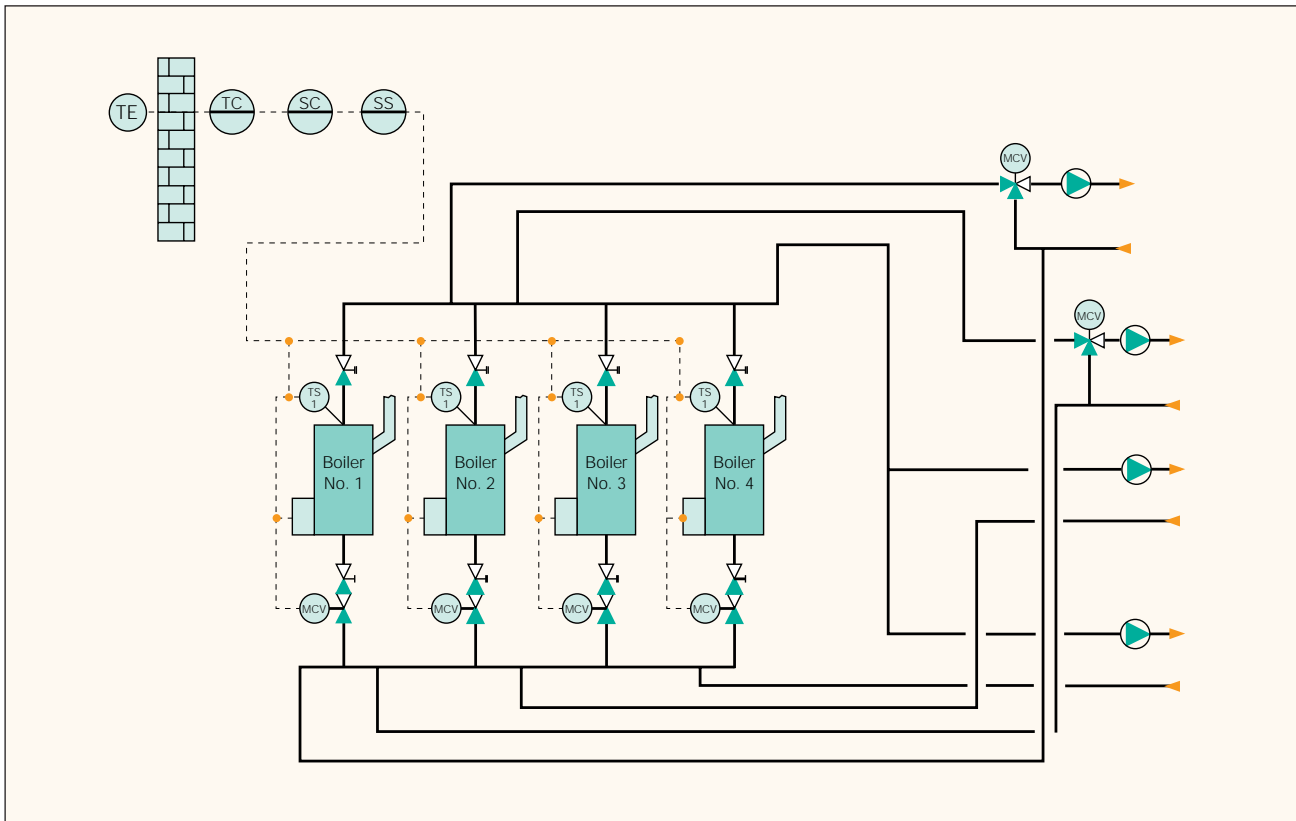 TE
TC
SC
SS
MCV
MCV
TS
1
TS
1
TS
1
TS
1
Boiler
No. 1
Boiler
No. 2
Boiler
No. 3
Boiler
No. 4
MCV
MCV
MCV
MCV